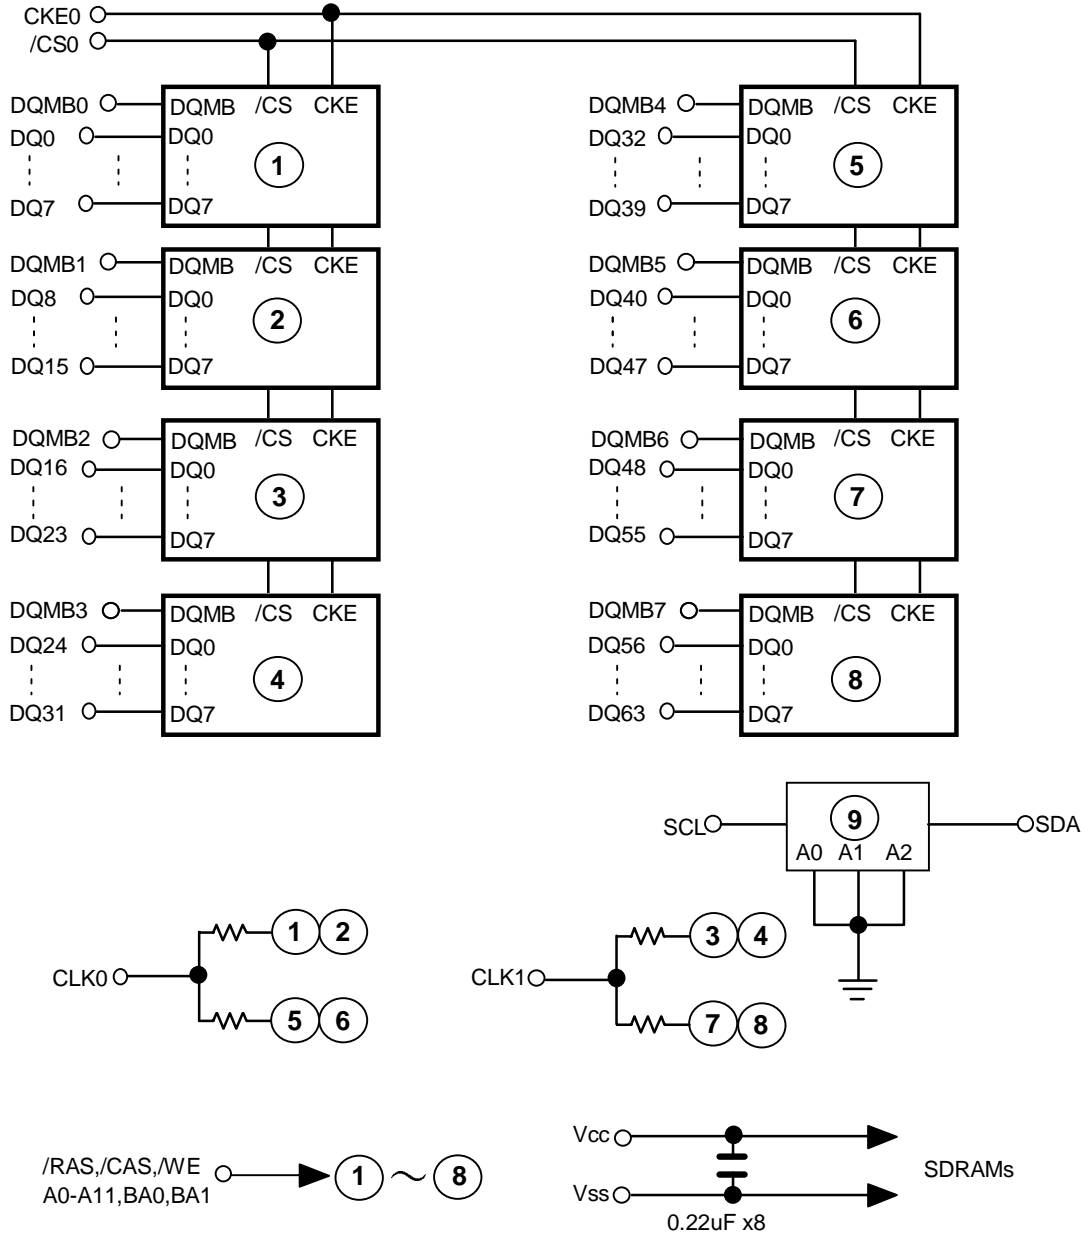 CKE0
/CS0
DQMB0 DQMB /CS CKE
DQ0 DQ0
1
DQ7 DQ7
DQMB4 DQMB /CS CKE
DQ32 DQ0
5
DQ39 DQ7
DQMB1 DQMB /CS CKE
DQ8 DQ0
2
DQ15 DQ7
DQMB5 DQMB /CS CKE
DQ40 DQ0
6
DQ47 DQ7
DQMB2 DQMB /CS CKE
DQ16 DQ0
3
DQ23 DQ7
DQMB6 DQMB /CS CKE
DQ48 DQ0
7
DQ55 DQ7
DQMB3 DQMB /CS CKE
DQ24 DQ0
4
DQ31 DQ7
DQMB7 DQMB /CS CKE
DQ56 DQ0
8
DQ63 DQ7
SCL 9 SDA
A0 A1 A2
CLK0
1 2
5 6
CLK1
3 4
7 8
/RAS,/CAS,/WE
A0-A11,BA0,BA1
1 ~ 8
Vcc
Vss
SDRAMs
0.22uF x8